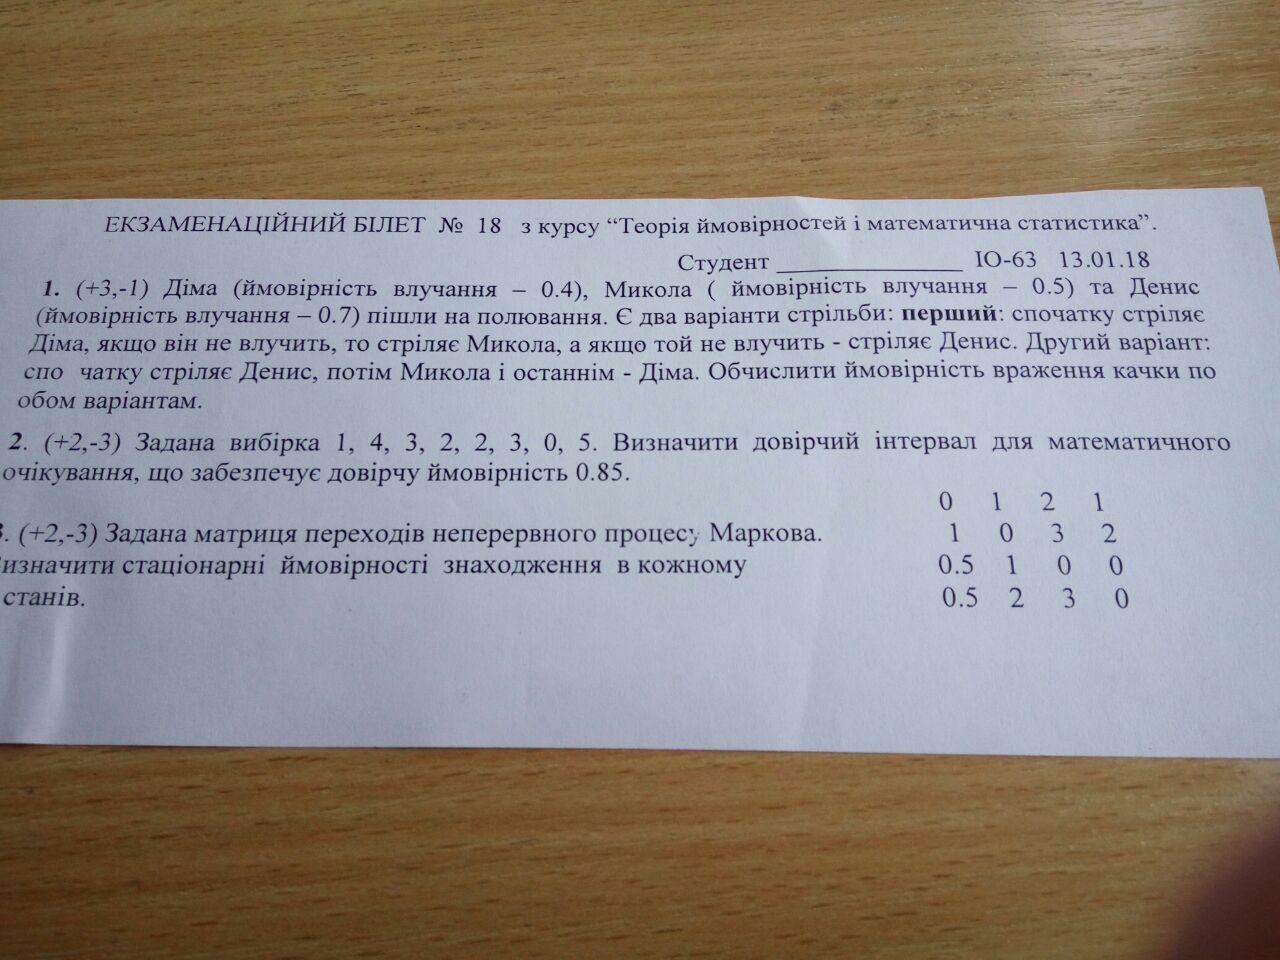 ЕКЗАМЕНАЦІЙНИЙ БІЛЕТ № 18 з курсу “Теорія ймовірностей і математична статистика”.
Студент ______________ ІО-63 13.01.18
1. (+3,-1) Діма (ймовірність влучання – 0.4), Микола ( ймовірність влучання – 0.5) та Денис
(ймовірність влучання – 0.7) пішли на полювання. Є два варіанти стрільби: перший: спочатку стріляє
Діма, якщо він не влучить, то стріляє Микола, а якщо той не влучить - стріляє Денис. Другий варіант:
спо чатку стріляє Денис, потім Микола і останнім - Діма. Обчислити ймовірність враження качки по
обом варіантам.
2. (+2,-3) Задана вибірка 1, 4, 3, 2, 2, 3, 0, 5. Визначити довірчий інтервал для математичного
очікування, що забезпечує довірчу ймовірність 0.85.
. (+2,-3) Задана матриця переходів неперервного процесу Маркова.
изначити стаціонарні ймовірності знаходження в кожному
станів.
0 1 2 1
1 0 3 2
0.5 1 0 0
0.5 2 3 0